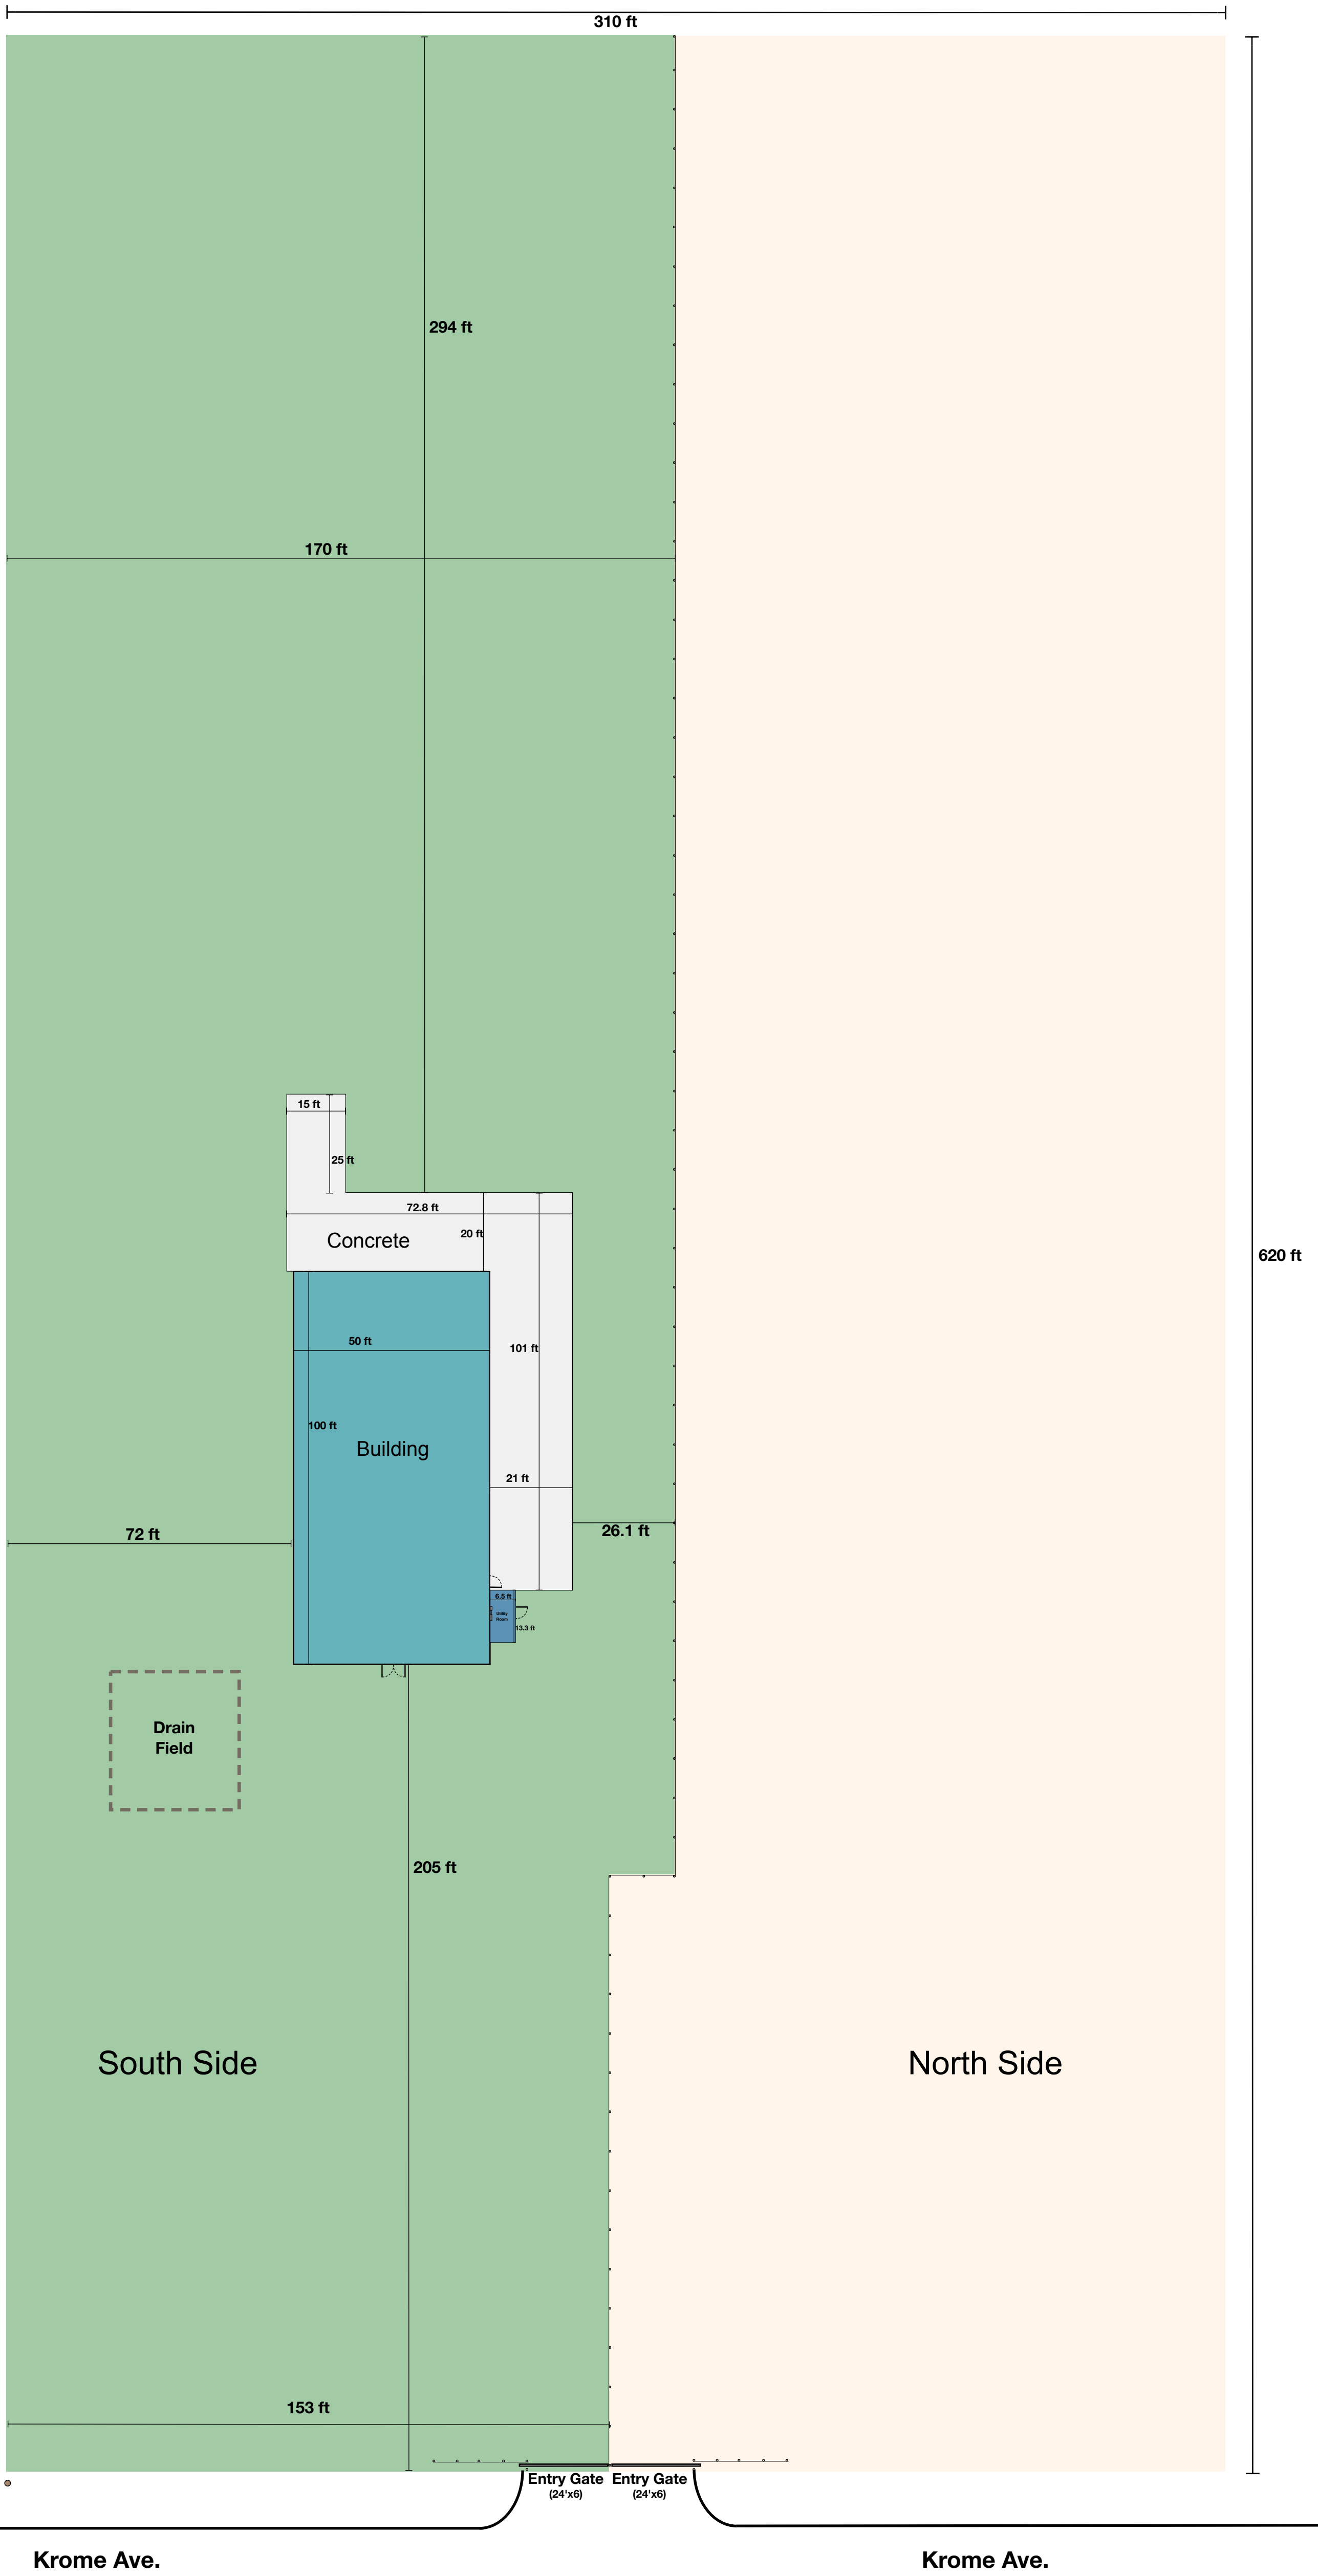 310 ft
294 ft
170 ft
15 ft
25 ft
72.8 ft
20 ft
Concrete
620 ft
50 ft
101 ft
100 ft
Building
21 ft
26.1 ft
72 ft
6.5 ft
Utility
Room
13.3 ft
Drain
Field
205 ft
South Side
North Side
153 ft
Entry Gate
(24'x6)
Entry Gate
(24'x6)
Krome Ave.
Krome Ave.